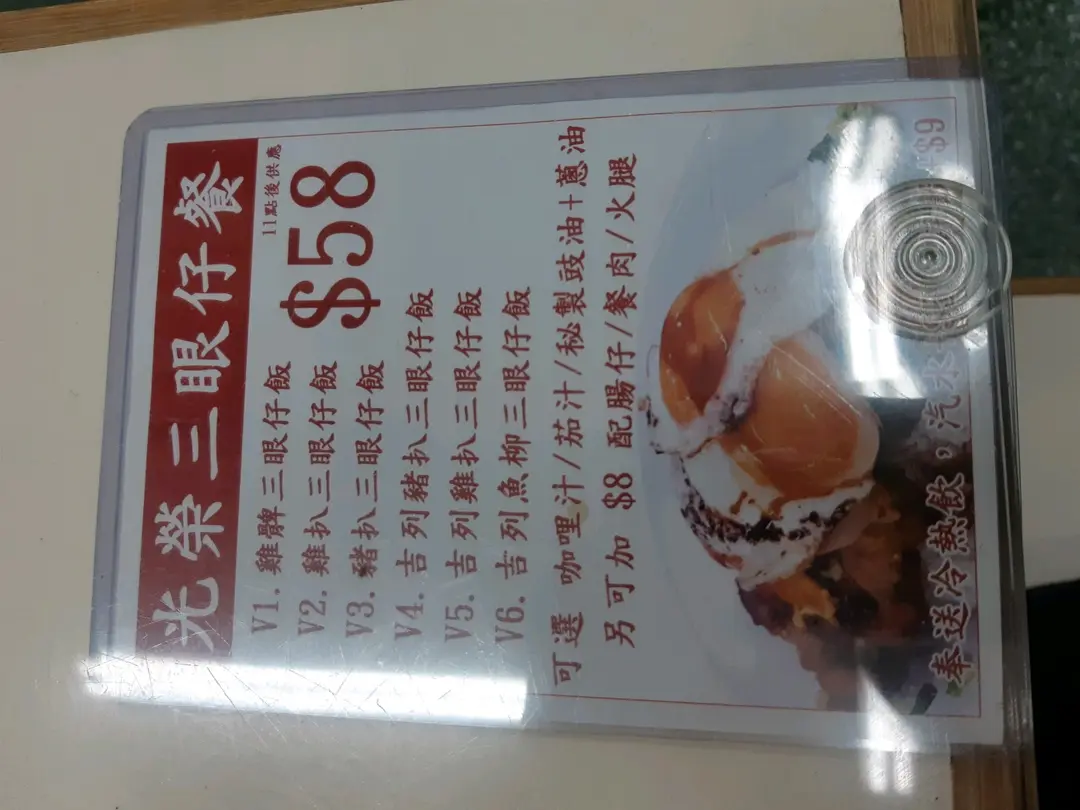 光榮三眼仔餐
11點後供應
$58
V1. 雞髀三眼仔飯
V2. 雞扒三眼仔飯
V3. 豬扒三眼仔飯
V4. 吉列豬扒三眼仔飯
V5. 吉列雞扒三眼仔飯
V6. 吉列魚柳三眼仔飯
可選 咖哩汁/茄汁/秘製豉油+蔥油
另可加 $8 配腸仔/餐肉/火腿
奉送冷熱飲，汽水 $9